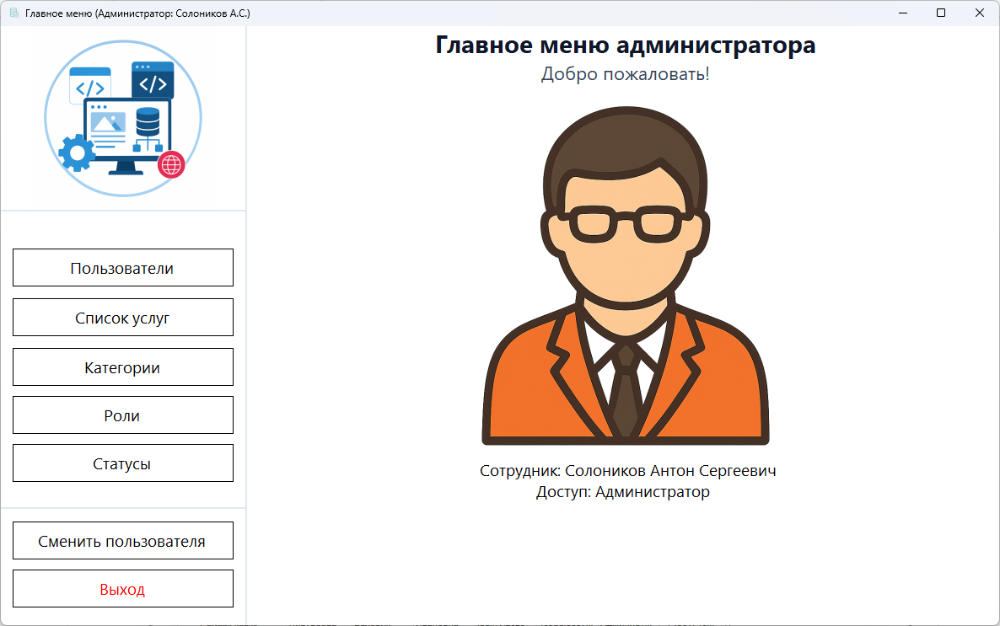 Главное меню (Администратор: Солоников А.С.)
Главное меню администратора
Добро пожаловать!
</>
</>
Пользователи
Список услуг
Категории
Роли
Статусы
Сотрудник: Солоников Антон Сергеевич
Доступ: Администратор
Сменить пользователя
Выход